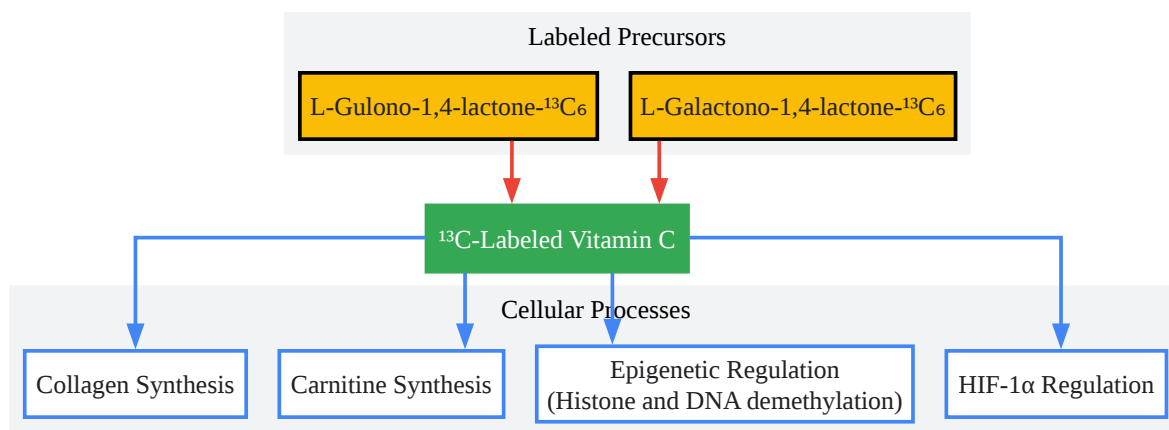 Labeled Precursors
L-Gulono-1,4-lactone-¹³C₆
L-Galactono-1,4-lactone-¹³C₆
¹³C-Labeled Vitamin C
Cellular Processes
Collagen Synthesis
Carnitine Synthesis
Epigenetic Regulation
(Histone and DNA demethylation)
HIF-1α Regulation